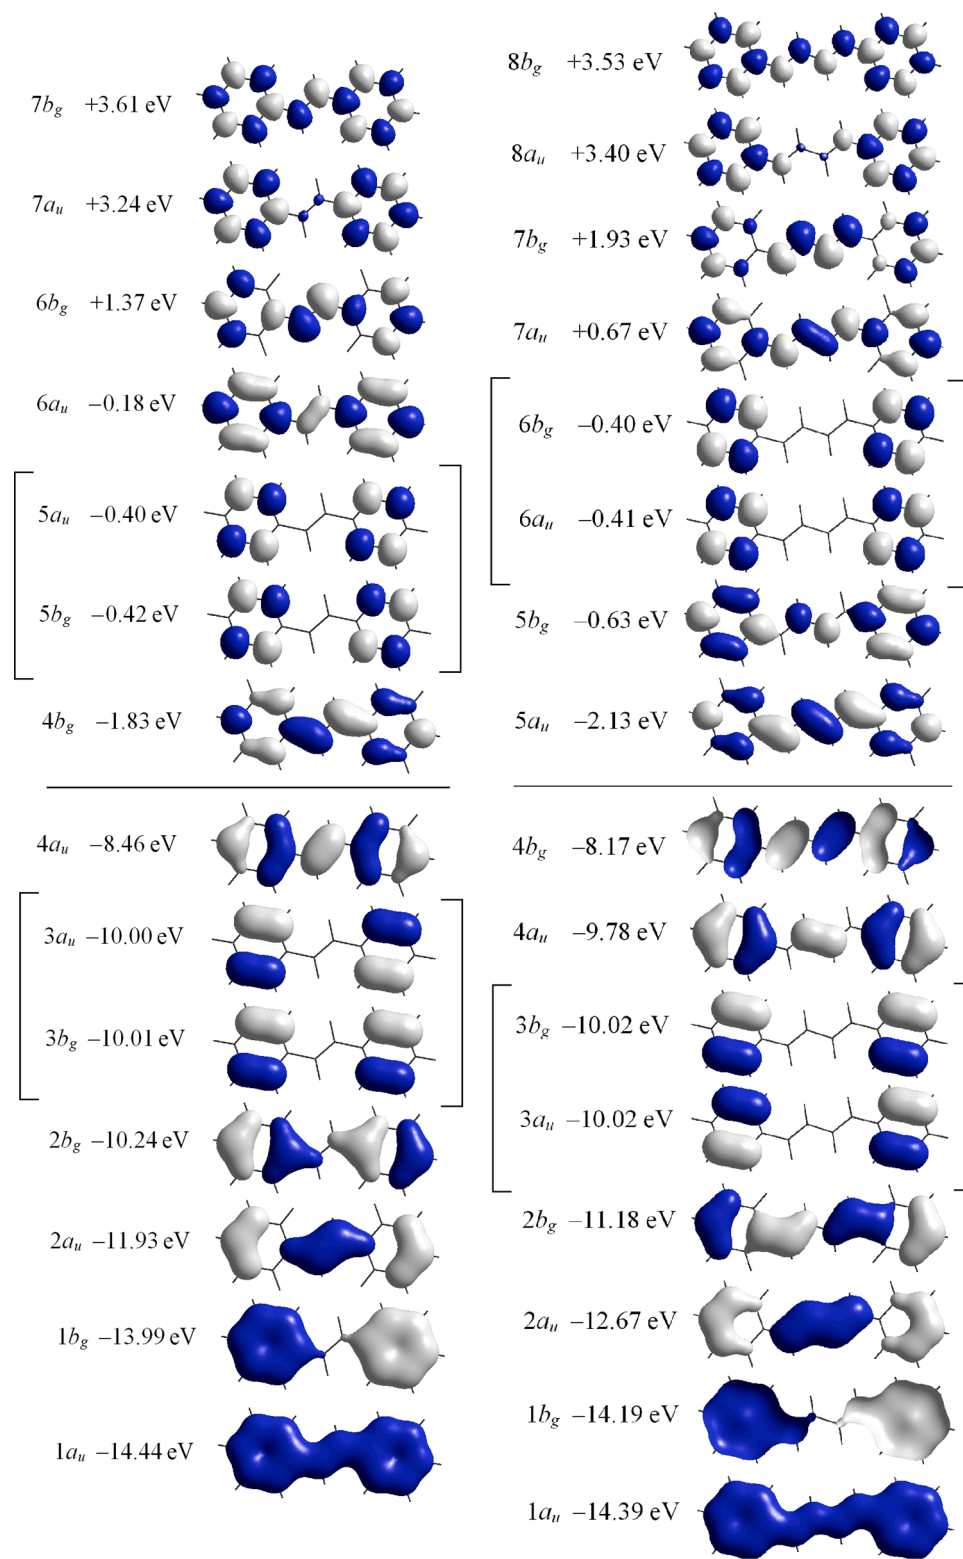 7bg +3.61 eV
7au +3.24 eV
6bg +1.37 eV
6au –0.18 eV
5au –0.40 eV
5bg –0.42 eV
4bg –1.83 eV
4au –8.46 eV
3au –10.00 eV
3bg –10.01 eV
2bg –10.24 eV
2au –11.93 eV
1bg –13.99 eV
1au –14.44 eV
8bg +3.53 eV
8au +3.40 eV
7bg +1.93 eV
7au +0.67 eV
6bg –0.40 eV
6au –0.41 eV
5bg –0.63 eV
5au –2.13 eV
4bg –8.17 eV
4au –9.78 eV
3bg –10.02 eV
3au –10.02 eV
2bg –11.18 eV
2au –12.67 eV
1bg –14.19 eV
1au –14.39 eV